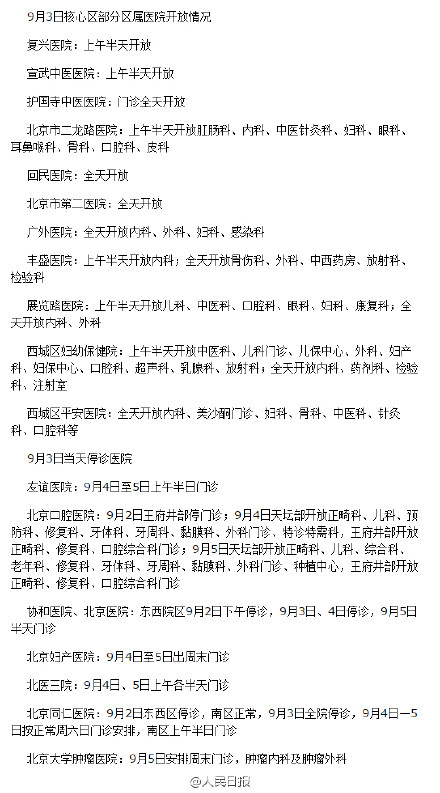 9月3日核心区部分区属医院开放情况
复兴医院：上午半天开放
宣武中医医院：上午半天开放
护国寺中医医院：门诊全天开放
北京市二龙路医院：上午半天开放肛肠科、内科、中医针灸科、妇科、眼科、
耳鼻喉科、骨科、口腔科、皮科
回民医院：全天开放
北京市第二医院：全天开放
广外医院：全天开放内科、外科、妇科、感染科
丰盛医院：上午半天开放内科；全天开放骨伤科、外科、中西药房、放射科、
检验科
展览路医院：上午半天开放儿科、中医科、口腔科、眼科、妇科、康复科；全
天开放内科、外科
西城区妇幼保健院：上午半天开放中医科、儿科门诊、儿保中心、外科、妇产
科、妇保中心、口腔科、超声科、乳腺科、放射科；全天开放内科、药剂科、检验
科、注射室
西城区平安医院：全天开放内科、美沙酮门诊、妇科、骨科、中医科、针灸
科、口腔科等
9月3日当天停诊医院
友谊医院：9月4日至5日上午半日门诊
北京口腔医院：9月2日王府井部停门诊；9月4日天坛部开放正畸科、儿科、预
防科、修复科、牙体科、牙周科、黏膜科、外科门诊、特诊特需科，王府井部开放
正畸科、修复科、口腔综合科门诊；9月5日天坛部开放正畸科、儿科、综合科、
老年科、修复科、牙体科、牙周科、黏膜科、外科门诊、种植中心，王府井部开放
正畸科、修复科、口腔综合科门诊
协和医院、北京医院：东西院区9月2日下午停诊，9月3日、4日停诊，9月5日
半天门诊
北京妇产医院：9月4日至5日出周末门诊
北医三院：9月4日、5日上午各半天门诊
北京同仁医院：9月2日东西区停诊，南区正常，9月3日全院停诊，9月4日—5
日按正常周六日门诊安排，南区上午半日门诊
北京大学肿瘤医院：9月5日安排周末门诊，肿瘤内科及肿瘤外科
@人民日报